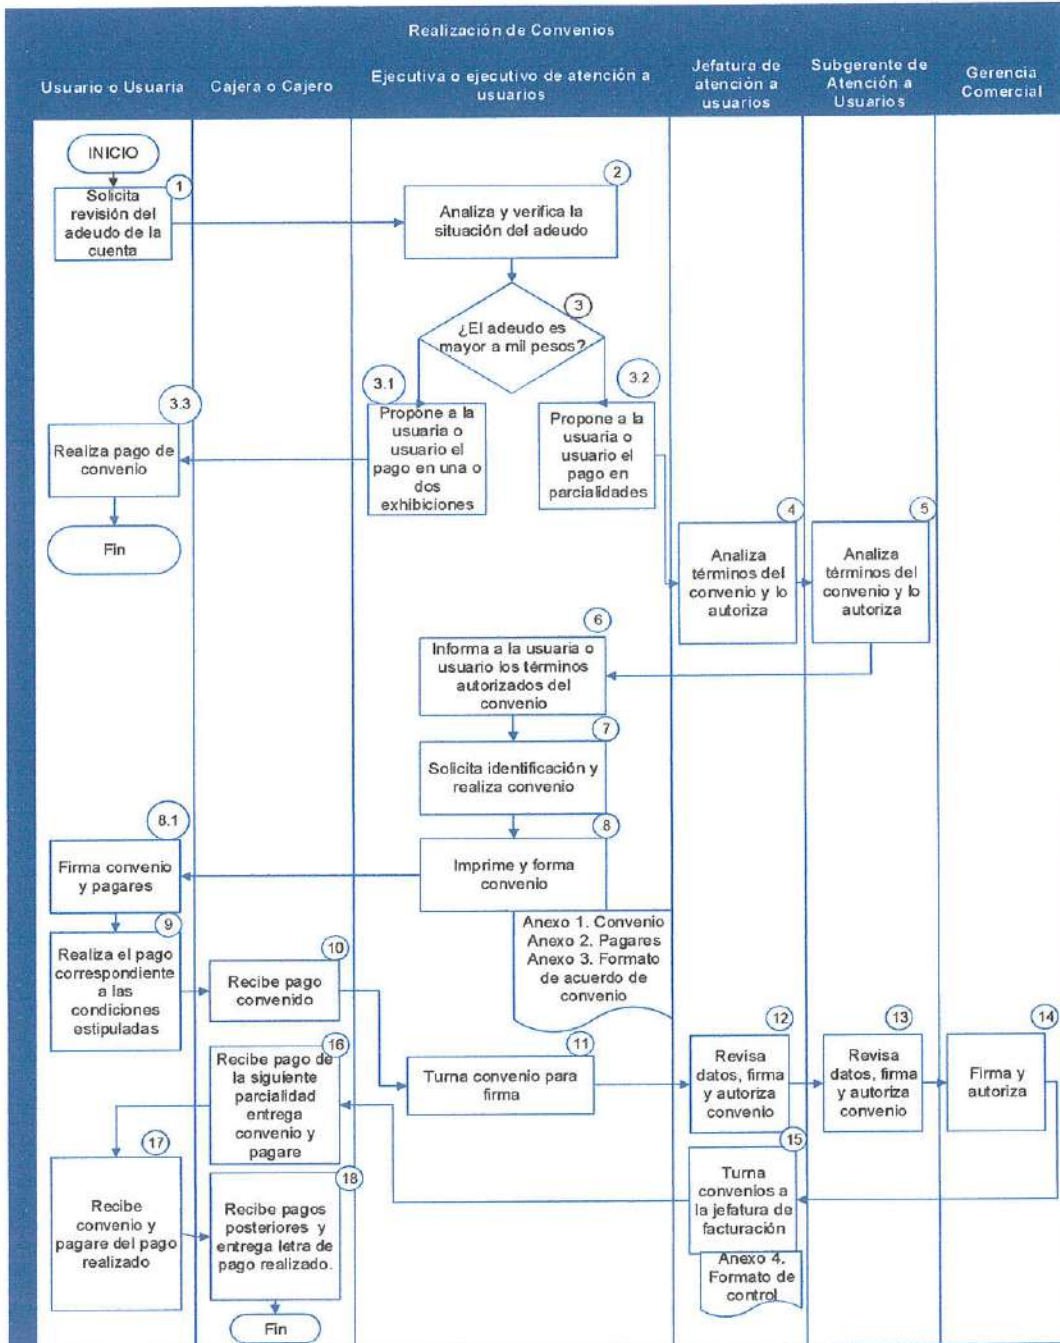 Realización de Convenios
Usuario o Usuaria
Cajera o Cajero
Ejecutiva o ejecutivo de atención a
usuarios
Jefatura de
atención a
usuarios
Subgerente de
Atención a
Usuarios
Gerencia
Comercial
INICIO
1
Solicita
revisión del
adeudo de la
cuenta
2
Analiza y verifica la
situación del adeudo
3
¿El adeudo es
mayor a mil pesos?
3.1
Propone a la
usuaria o
usuario el
pago en una o
dos
exhibiciones
3.2
Propone a la
usuaria o
usuario el
pago en
parcialidades
3.3
Realiza pago de
convenio
Fin
4
Analiza
términos del
convenio y lo
autoriza
5
Analiza
términos del
convenio y lo
autoriza
6
Informa a la usuaria o
usuario los términos
autorizados del
convenio
7
Solicita identificación y
realiza convenio
8
Imprime y forma
convenio
Anexo 1. Convenio
Anexo 2. Pagares
Anexo 3. Formato
de acuerdo de
convenio
8.1
Firma convenio
y pagares
9
Realiza el pago
correspondiente
a las
condiciones
estipuladas
10
Recibe pago
convenido
11
Turna convenio para
firma
12
Revisa
datos, firma
y autoriza
convenio
13
Revisa
datos, firma
y autoriza
convenio
14
Firma y
autoriza
15
Turna
convenios a
la jefatura de
facturación
Anexo 4.
Formato de
control
16
Recibe pago de
la siguiente
parcialidad
entrega
convenio y
pagare
17
Recibe
convenio y
pagare del pago
realizado
18
Recibe pagos
posteriores y
entrega letra de
pago realizado.
Fin